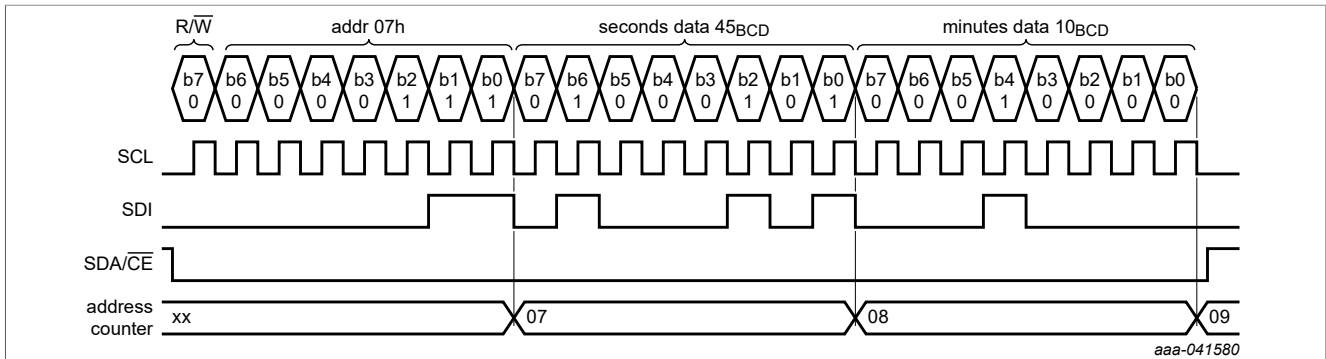 R/W addr 07h seconds data 45BCD minutes data 10BCD
b7 b6 b5 b4 b3 b2 b1 b0 b7 b6 b5 b4 b3 b2 b1 b0 b7 b6 b5 b4 b3 b2 b1 b0
0 0 0 0 0 1 1 1 0 1 0 0 0 1 0 1 0 0 0 1 0 0 0 0
SCL
SDI
SDA/CE
address
counter
xx 07 08 09
aaa-041580